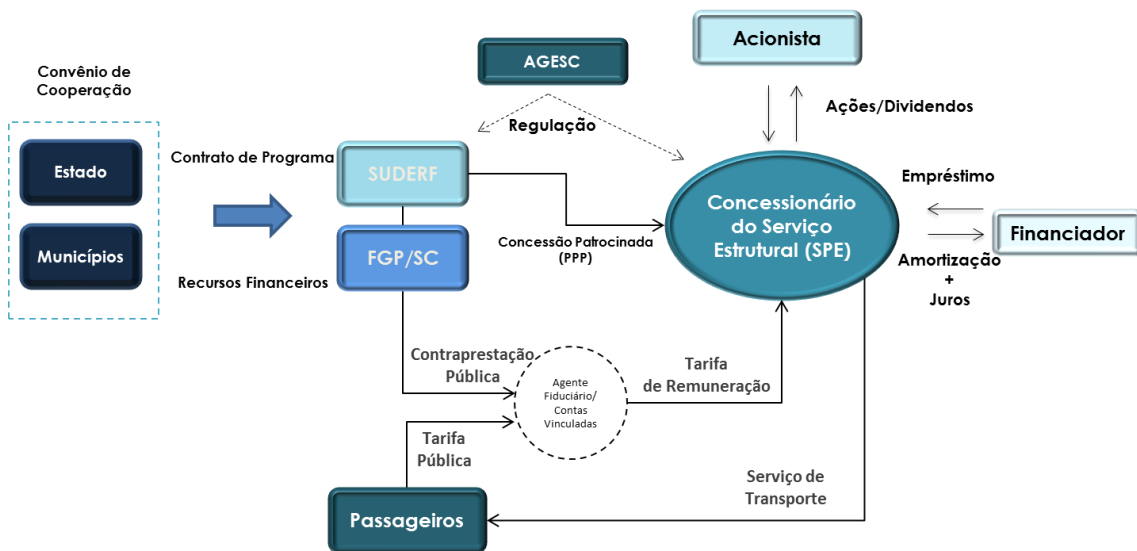 Convênio de
Cooperação
Estado
Municípios
Contrato de Programa
Recursos Financeiros
AGESC
Regulação
SUDERF
FGP/SC
Concessão Patrocinada
(PPP)
Acionista
Ações/Dividendos
Concessionário
do Serviço
Estrutural (SPE)
Empréstimo
Financiador
Amortização
+
Juros
Contraprestação
Pública
Agente
Fiduciário/
Contas
Vinculadas
Tarifa
de Remuneração
Tarifa
Pública
Serviço de
Transporte
Passageiros